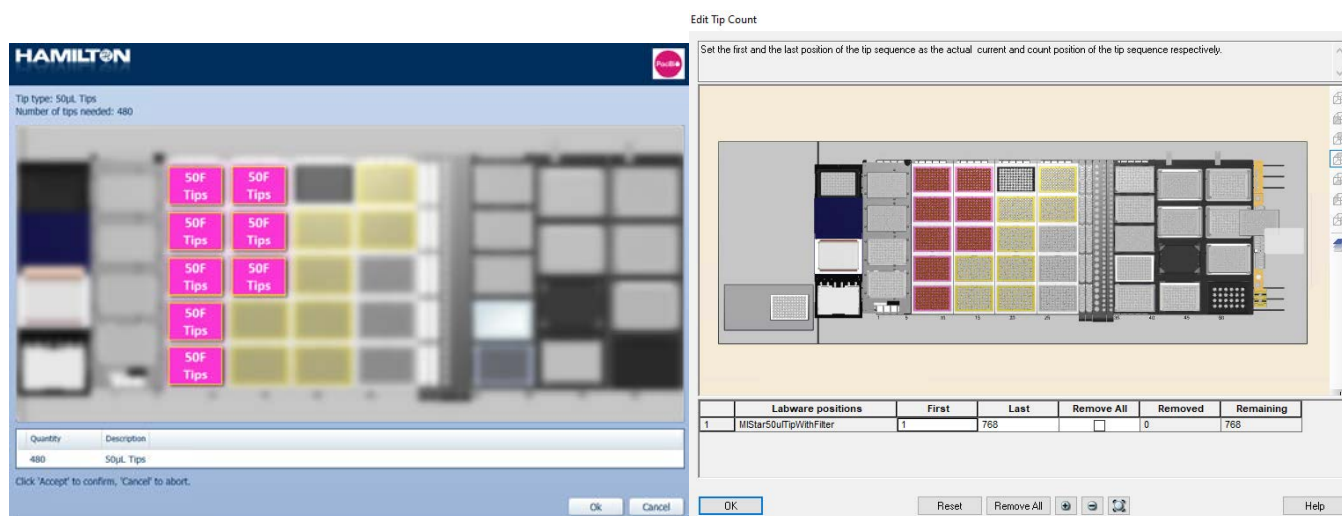 Edit Tip Count
HAMILTON
PacBio
Set the first and the last position of the tip sequence as the actual current and count position of the tip sequence respectively.
Tip type: 50µL Tips
Number of tips needed: 480
50F Tips
50F Tips
50F Tips
50F Tips
50F Tips
50F Tips
50F Tips
50F Tips
Labware positions First Last Remove All Removed Remaining
1 MlStar50ulTipWithFilter 1 768 0 768
Quantity Description
480 50µL Tips
Click 'Accept' to confirm, 'Cancel' to abort.
Ok Cancel
OK Reset Remove All Help